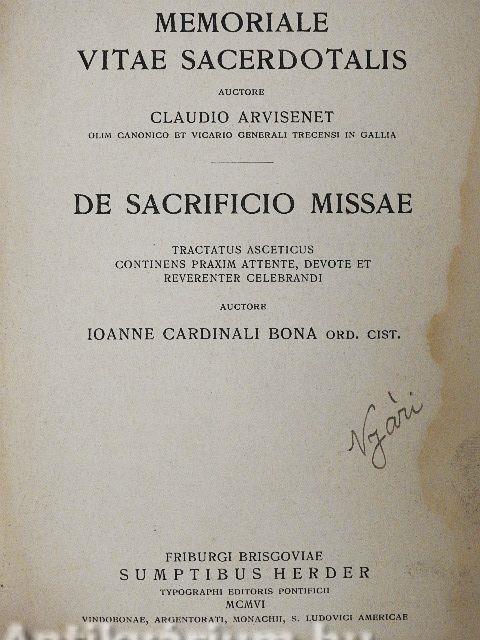 MEMORIALE
VITAE SACERDOTALIS
AUCTORE
CLAUDIO ARVISENET
OLIM CANONICO ET VICARIO GENERALI TRECENSI IN GALLIA
DE SACRIFICIO MISSAE
TRACTATUS ASCETICUS
CONTINENS PRAXIM ATTENTE, DEVOTE ET
REVERENTER CELEBRANDI
AUCTORE
IOANNE CARDINALI BONA ORD. CIST.
FRIBURGI BRISGOVIAE
SUMPTIBUS HERDER
TYPOGRAPHI EDITORIS PONTIFICII
MCMVI
VINDOBONAE, ARGENTORATI, MONACHII, S. LUDOVICI AMERICAE